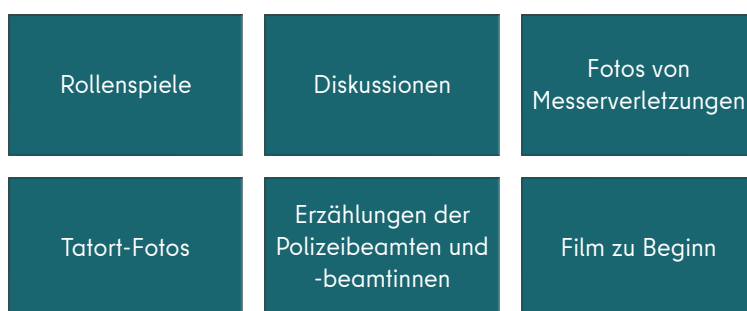 Rollenspiele
Diskussionen
Fotos von
Messerverletzungen
Tatort-Fotos
Erzählungen der
Polizeibeamten und
-beamtinnen
Film zu Beginn